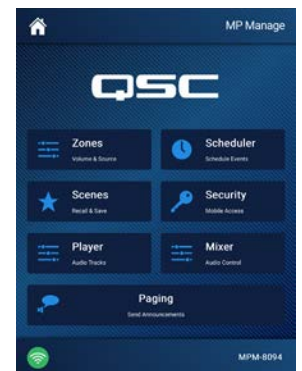 MP Manage
QSC
Zones
Volume & Source
Scheduler
Schedule Events
Scenes
Recall & Save
Security
Mobile Access
Player
Audio Tracks
Mixer
Audio Control
Paging
Send Announcements
MPM-8094